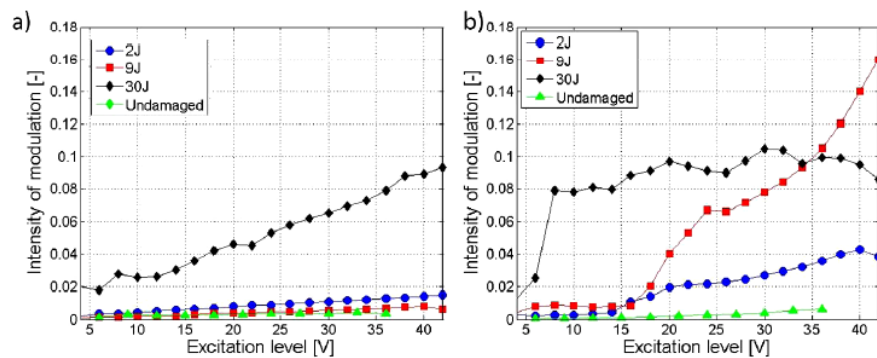 a)
0.18
0.16
0.14
0.12
0.1
0.08
0.06
0.04
0.02
0
Intensity of modulation [-]
2J
9J
30J
Undamaged
5 10 15 20 25 30 35 40
Excitation level [V]
b)
0.18
0.16
0.14
0.12
0.1
0.08
0.06
0.04
0.02
0
Intensity of modulation [-]
2J
9J
30J
Undamaged
5 10 15 20 25 30 35 40
Excitation level [V]